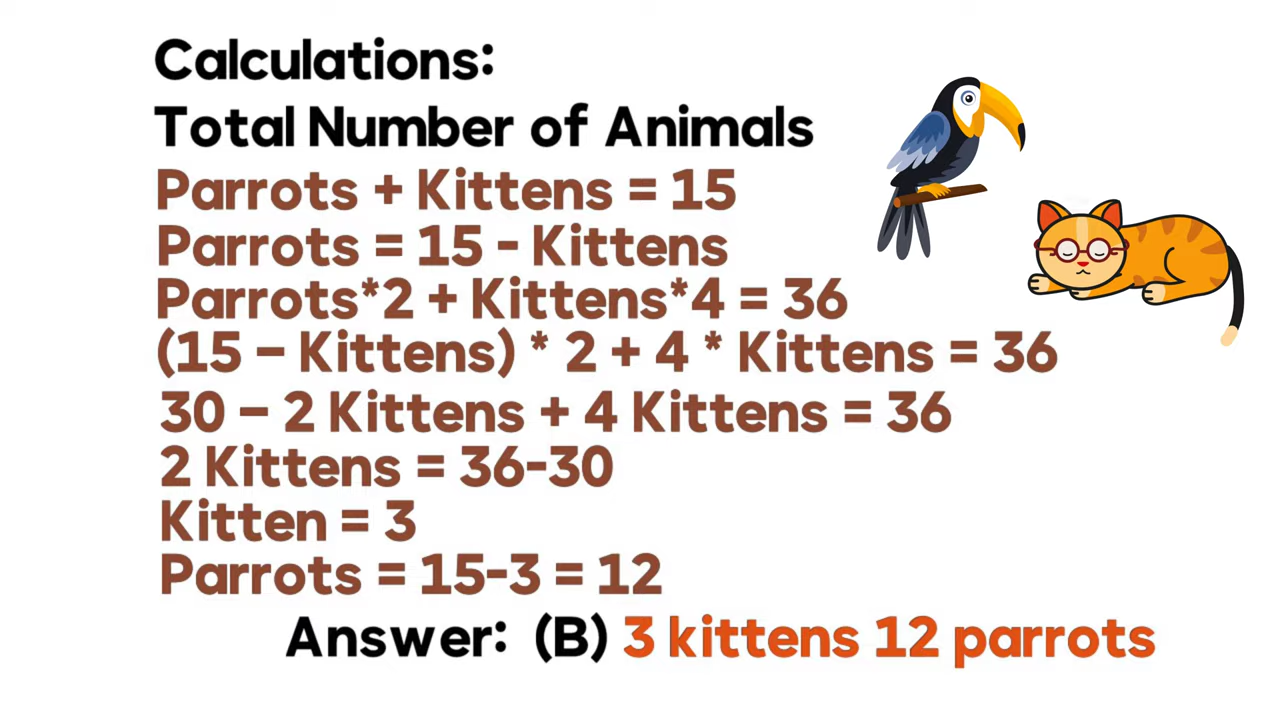 Calculations:
Total Number of Animals
Parrots + Kittens = 15
Parrots = 15 - Kittens
Parrots*2 + Kittens*4 = 36
(15 – Kittens) * 2 + 4 * Kittens = 36
30 – 2 Kittens + 4 Kittens = 36
2 Kittens = 36-30
Kitten = 3
Parrots = 15-3 = 12
Answer: (B) 3 kittens 12 parrots